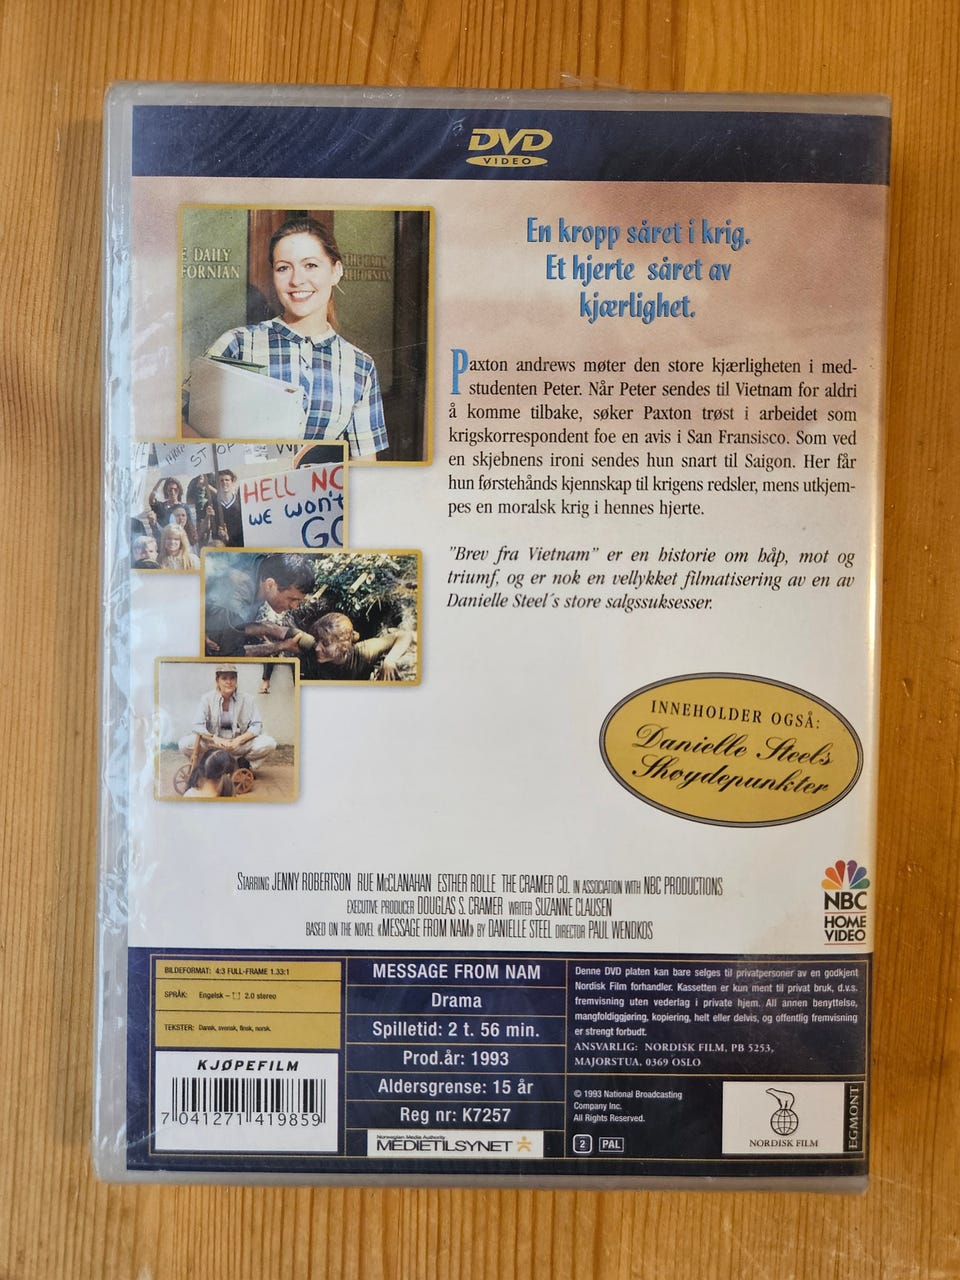 DVD
VIDEO
E DAILY
FORNIAN
En kropp såret i krig.
Et hjerte såret av
kjærlighet.
Paxton andrews møter den store kjærligheten i med-
studenten Peter. Når Peter sendes til Vietnam for aldri
å komme tilbake, søker Paxton trøst i arbeidet som
krigskorrespondent foe en avis i San Fransisco. Som ved
en skjebnens ironi sendes hun snart til Saigon. Her får
hun førstehånds kjennskap til krigens redsler, mens utkjem-
pes en moralsk krig i hennes hjerte.
ST OP
HELL NO
WE WON'T
GO
"Brev fra Vietnam" er en historie om håp, mot og
triumf, og er nok en vellykket filmatisering av en av
Danielle Steel´s store salgssuksesser.
INNEHOLDER OGSÅ:
Danielle Steel's
Høydepunkter
STARRING JENNY ROBERTSON RUE McCLANAHAN ESTHER ROLLE THE CRAMER CO. IN ASSOCIATION WITH NBC PRODUCTIONS
EXECUTIVE PRODUCER DOUGLAS S. CRAMER WRITER SUZANNE CLAUSEN
BASED ON THE NOVEL «MESSAGE FROM NAM» BY DANIELLE STEEL DIRECTOR PAUL WENDKOS
NBC
HOME
VIDEO
BILDEFORMAT: 4:3 FULL-FRAME 1.33:1
SPRÅK: Engelsk – 2.0 stereo
TEKSTER: Dansk, svensk, finsk, norsk.
KJØPEFILM
7 041271 419859
MESSAGE FROM NAM
Drama
Spilletid: 2 t. 56 min.
Prod.år: 1993
Aldersgrense: 15 år
Reg nr: K7257
Norwegian Media Authority
MEDIETILSYNET
Denne DVD platen kan bare selges til privatpersoner av en godkjent
Nordisk Film forhandler. Kassetten er kun ment til privat bruk, d.v.s.
fremvisning uten vederlag i private hjem. All annen benyttelse,
mangfoldiggjøring, kopiering, helt eller delvis, og offentlig fremvisning
er strengt forbudt.
ANSVARLIG: NORDISK FILM, PB 5253,
MAJORSTUA, 0369 OSLO
© 1993 National Broadcasting
Company Inc.
All Rights Reserved.
2 PAL
NORDISK FILM
EGMONT